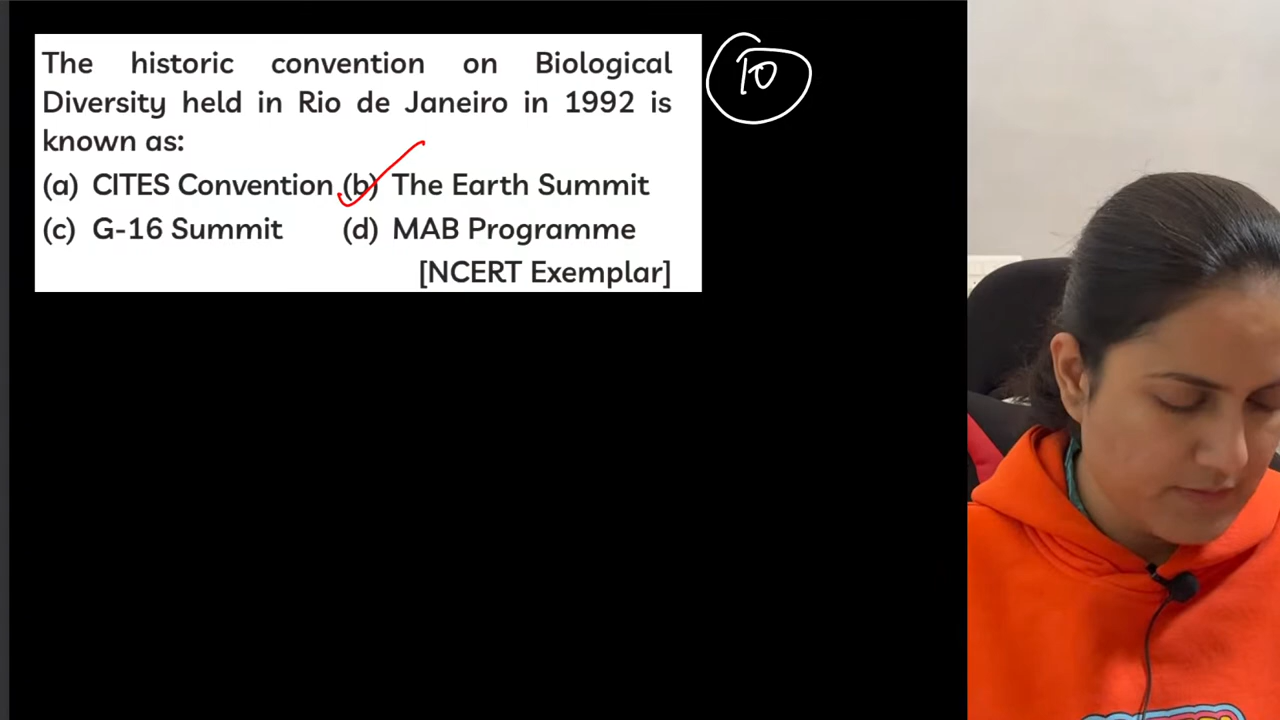 The historic convention on Biological
Diversity held in Rio de Janeiro in 1992 is
known as:
(a) CITES Convention (b) The Earth Summit
(c) G-16 Summit (d) MAB Programme
[NCERT Exemplar]
10